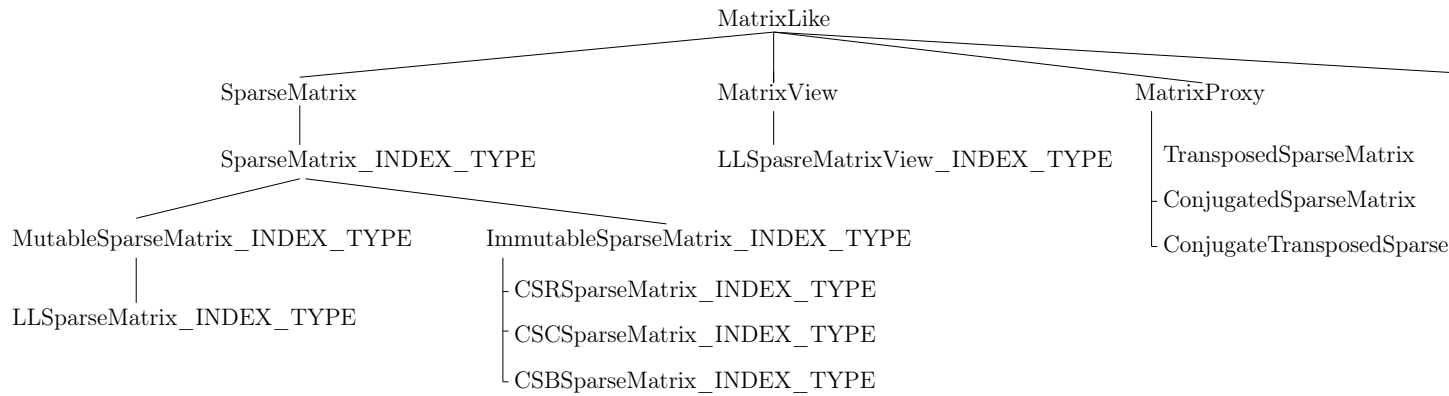 MatrixLike
SparseMatrix
MatrixView
MatrixProxy
SparseMatrix_INDEX_TYPE
LLSpasreMatrixView_INDEX_TYPE
TransposedSparseMatrix
ConjugatedSparseMatrix
ConjugateTransposedSparse
MutableSparseMatrix_INDEX_TYPE
ImmutableSparseMatrix_INDEX_TYPE
LLSparseMatrix_INDEX_TYPE
CSRSparseMatrix_INDEX_TYPE
CSCSparseMatrix_INDEX_TYPE
CSBSparseMatrix_INDEX_TYPE